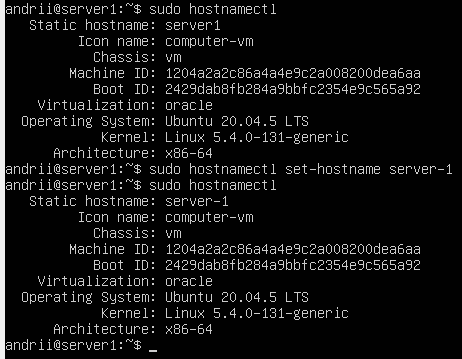 andrii@server1:~$ sudo hostnamectl
Static hostname: server1
Icon name: computer-vm
Chassis: vm
Machine ID: 1204a2a2c86a4a4e9c2a008200dea6aa
Boot ID: 2429dab8fb284a9bbfc2354e9c565a92
Virtualization: oracle
Operating System: Ubuntu 20.04.5 LTS
Kernel: Linux 5.4.0-131-generic
Architecture: x86-64
andrii@server1:~$ sudo hostnamectl set-hostname server-1
andrii@server1:~$ sudo hostnamectl
Static hostname: server-1
Icon name: computer-vm
Chassis: vm
Machine ID: 1204a2a2c86a4a4e9c2a008200dea6aa
Boot ID: 2429dab8fb284a9bbfc2354e9c565a92
Virtualization: oracle
Operating System: Ubuntu 20.04.5 LTS
Kernel: Linux 5.4.0-131-generic
Architecture: x86-64
andrii@server1:~$ _